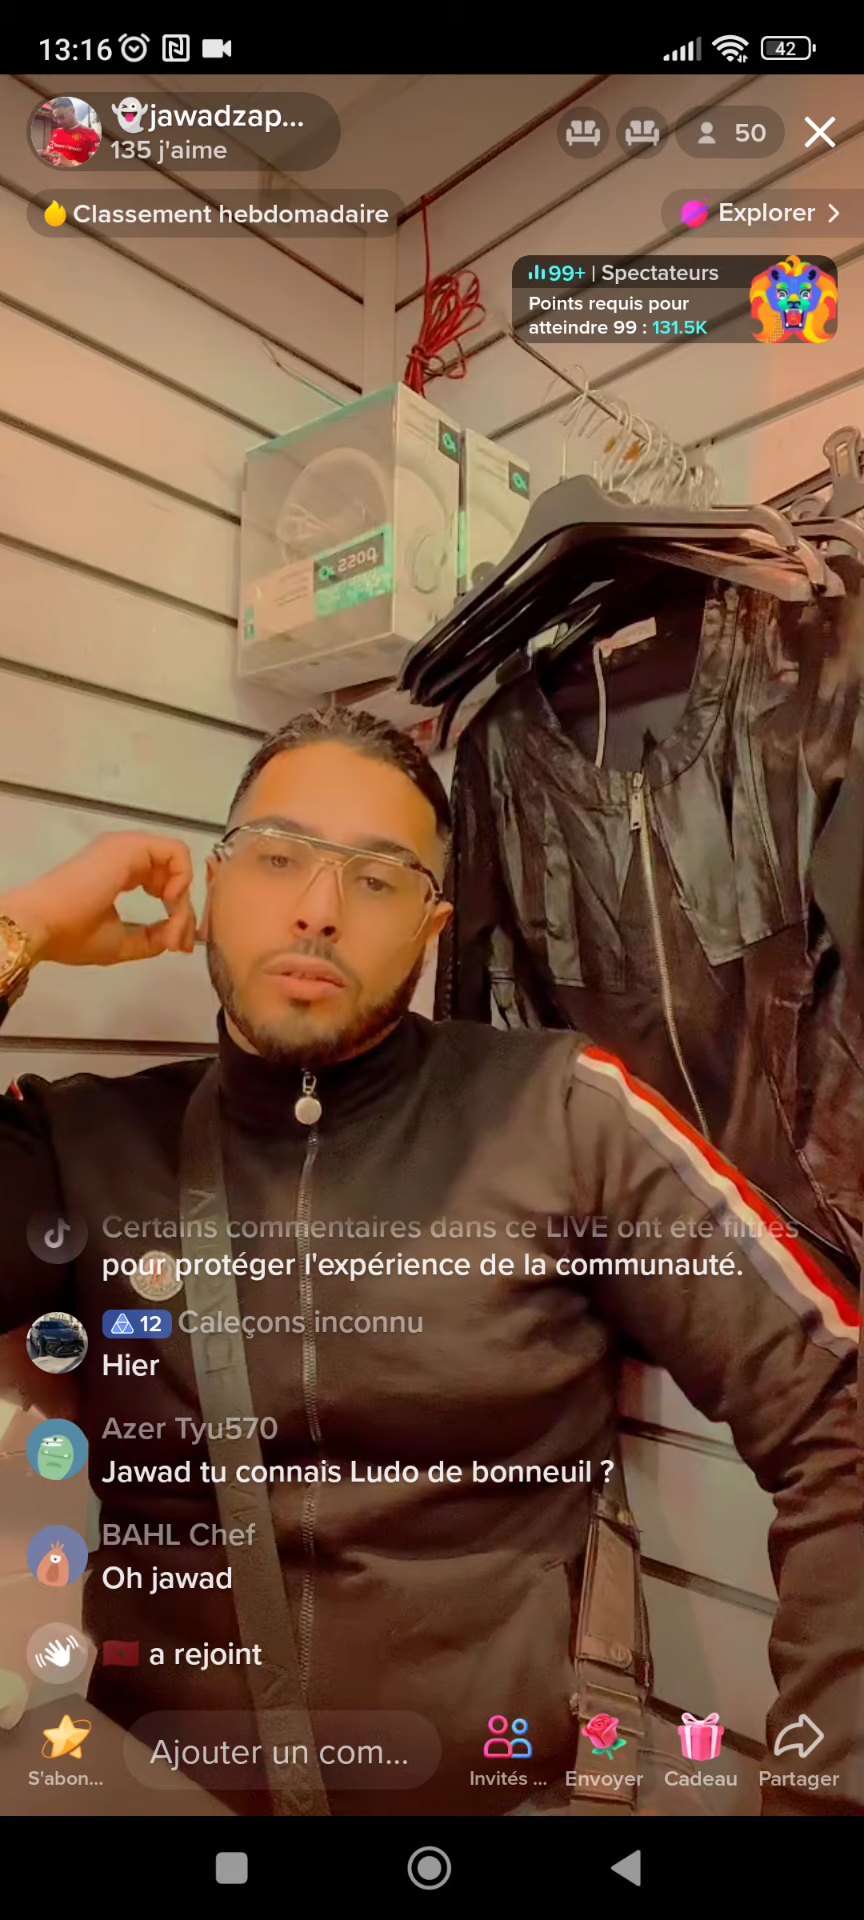 13:16
42
👻jawadzap...
135 j'aime
50
Classement hebdomadaire
Explorer >
99+ | Spectateurs
Points requis pour
atteindre 99 : 131.5K
2200
Certains commentaires dans ce LIVE ont été filtrés
pour protéger l'expérience de la communauté.
12 Caleçons inconnu
Hier
Azer Tyu570
Jawad tu connais Ludo de bonneuil ?
BAHL Chef
Oh jawad
🇲🇦 a rejoint
S'abon...
Ajouter un com...
Invités ...
Envoyer
Cadeau
Partager